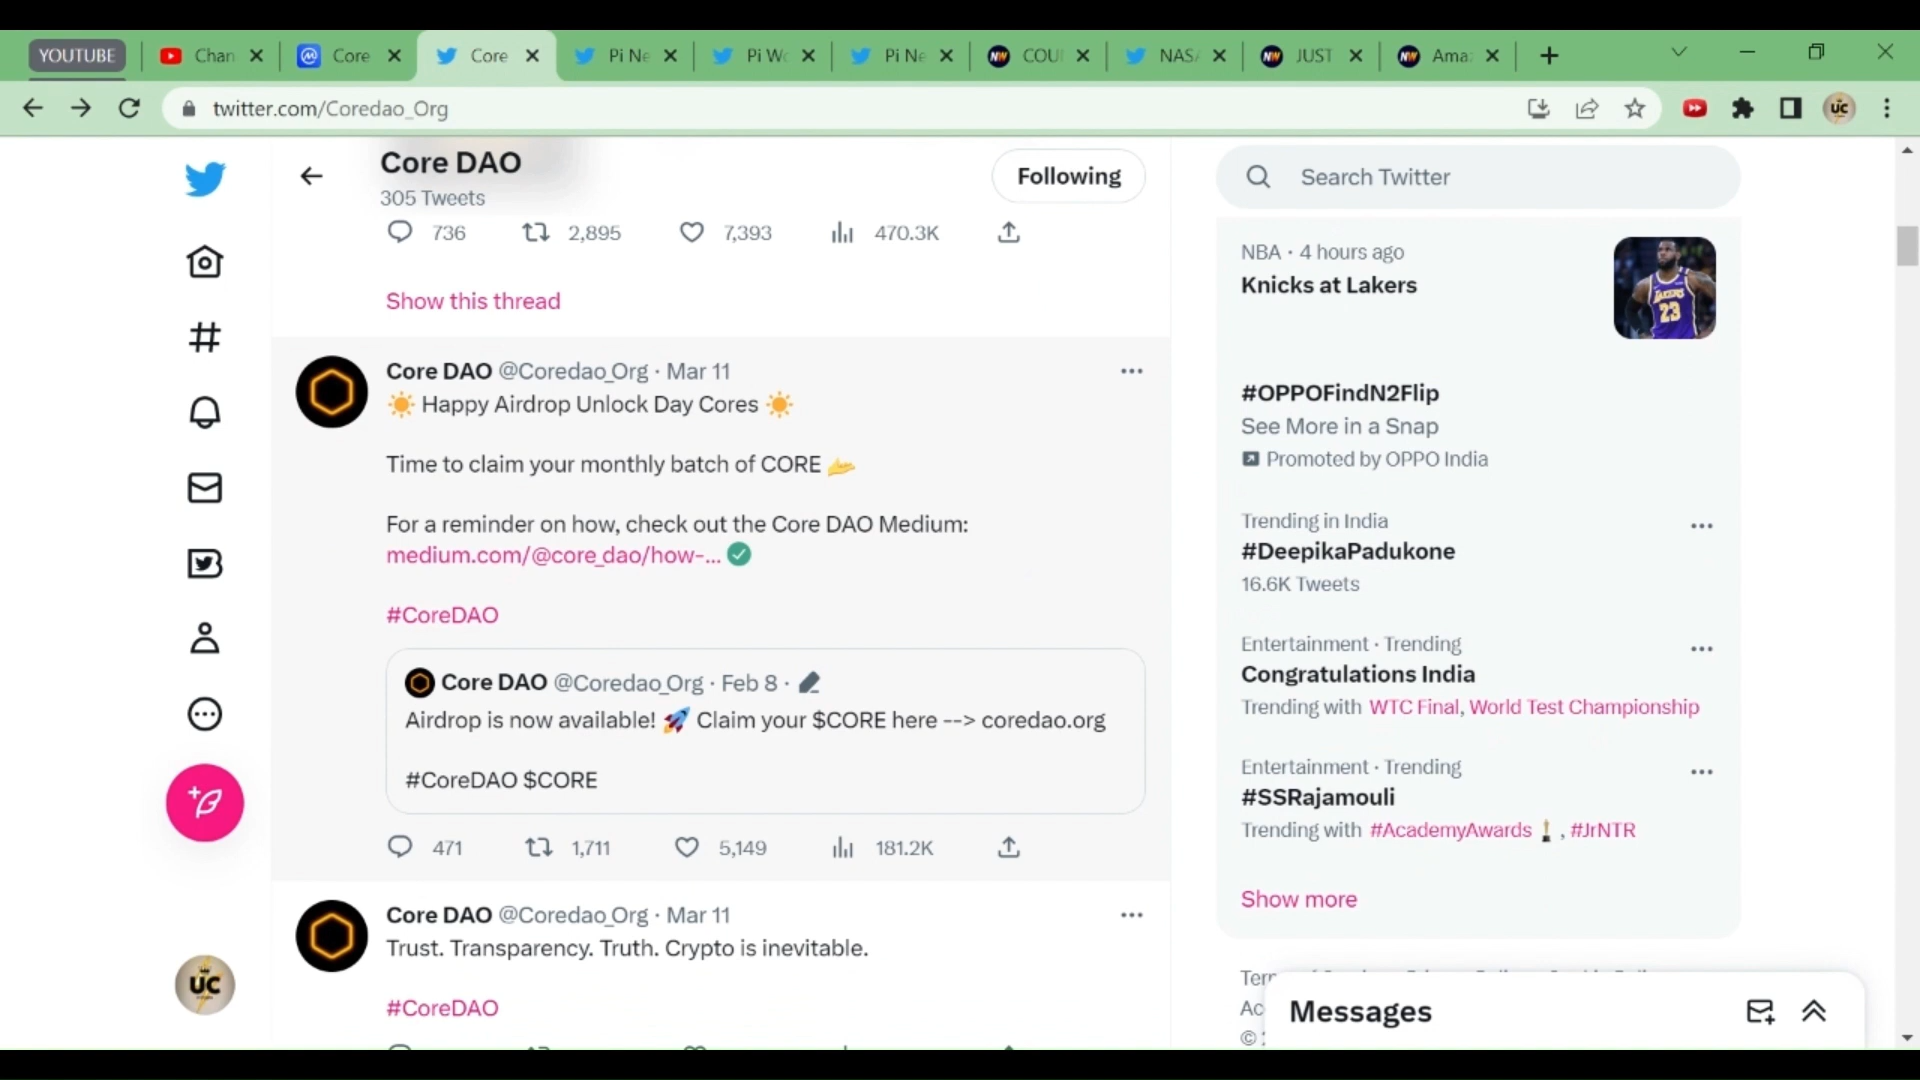 YOUTUBE
Chan
Core
Core
Pi Ne
Pi Wo
Pi Ne
COU
NASA
JUST
Ama
twitter.com/Coredao_Org
Core DAO
305 Tweets
Following
736 2,895 7,393 470.3K
Show this thread
Core DAO @Coredao_Org · Mar 11
☀️ Happy Airdrop Unlock Day Cores ☀️
Time to claim your monthly batch of CORE 🫴
For a reminder on how, check out the Core DAO Medium:
medium.com/@core_dao/how-...
#CoreDAO
Core DAO @Coredao_Org · Feb 8 ·
Airdrop is now available! 🚀 Claim your $CORE here --> coredao.org
#CoreDAO $CORE
471 1,711 5,149 181.2K
Core DAO @Coredao_Org · Mar 11
Trust. Transparency. Truth. Crypto is inevitable.
#CoreDAO
UC
Search Twitter
NBA · 4 hours ago
Knicks at Lakers
LAKERS
23
#OPPOFindN2Flip
See More in a Snap
Promoted by OPPO India
Trending in India
#DeepikaPadukone
16.6K Tweets
Entertainment · Trending
Congratulations India
Trending with WTC Final, World Test Championship
Entertainment · Trending
#SSRajamouli
Trending with #AcademyAwards , #JrNTR
Show more
Messages